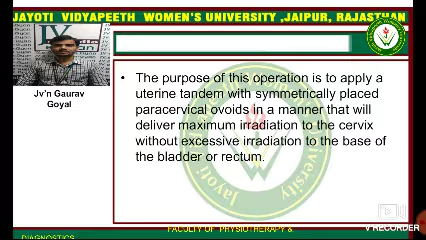 JAYOTI VIDYAPEETH WOMEN'S UNIVERSITY ,JAIPUR, RAJASTHAN
Jv'n Gaurav
Goyal
• The purpose of this operation is to apply a
uterine tandem with symmetrically placed
paracervical ovoids in a manner that will
deliver maximum irradiation to the cervix
without excessive irradiation to the base of
the bladder or rectum.
V RECORDER
FACULTY OF PHYSIOTHERAPY &
DIAGNOSTICS